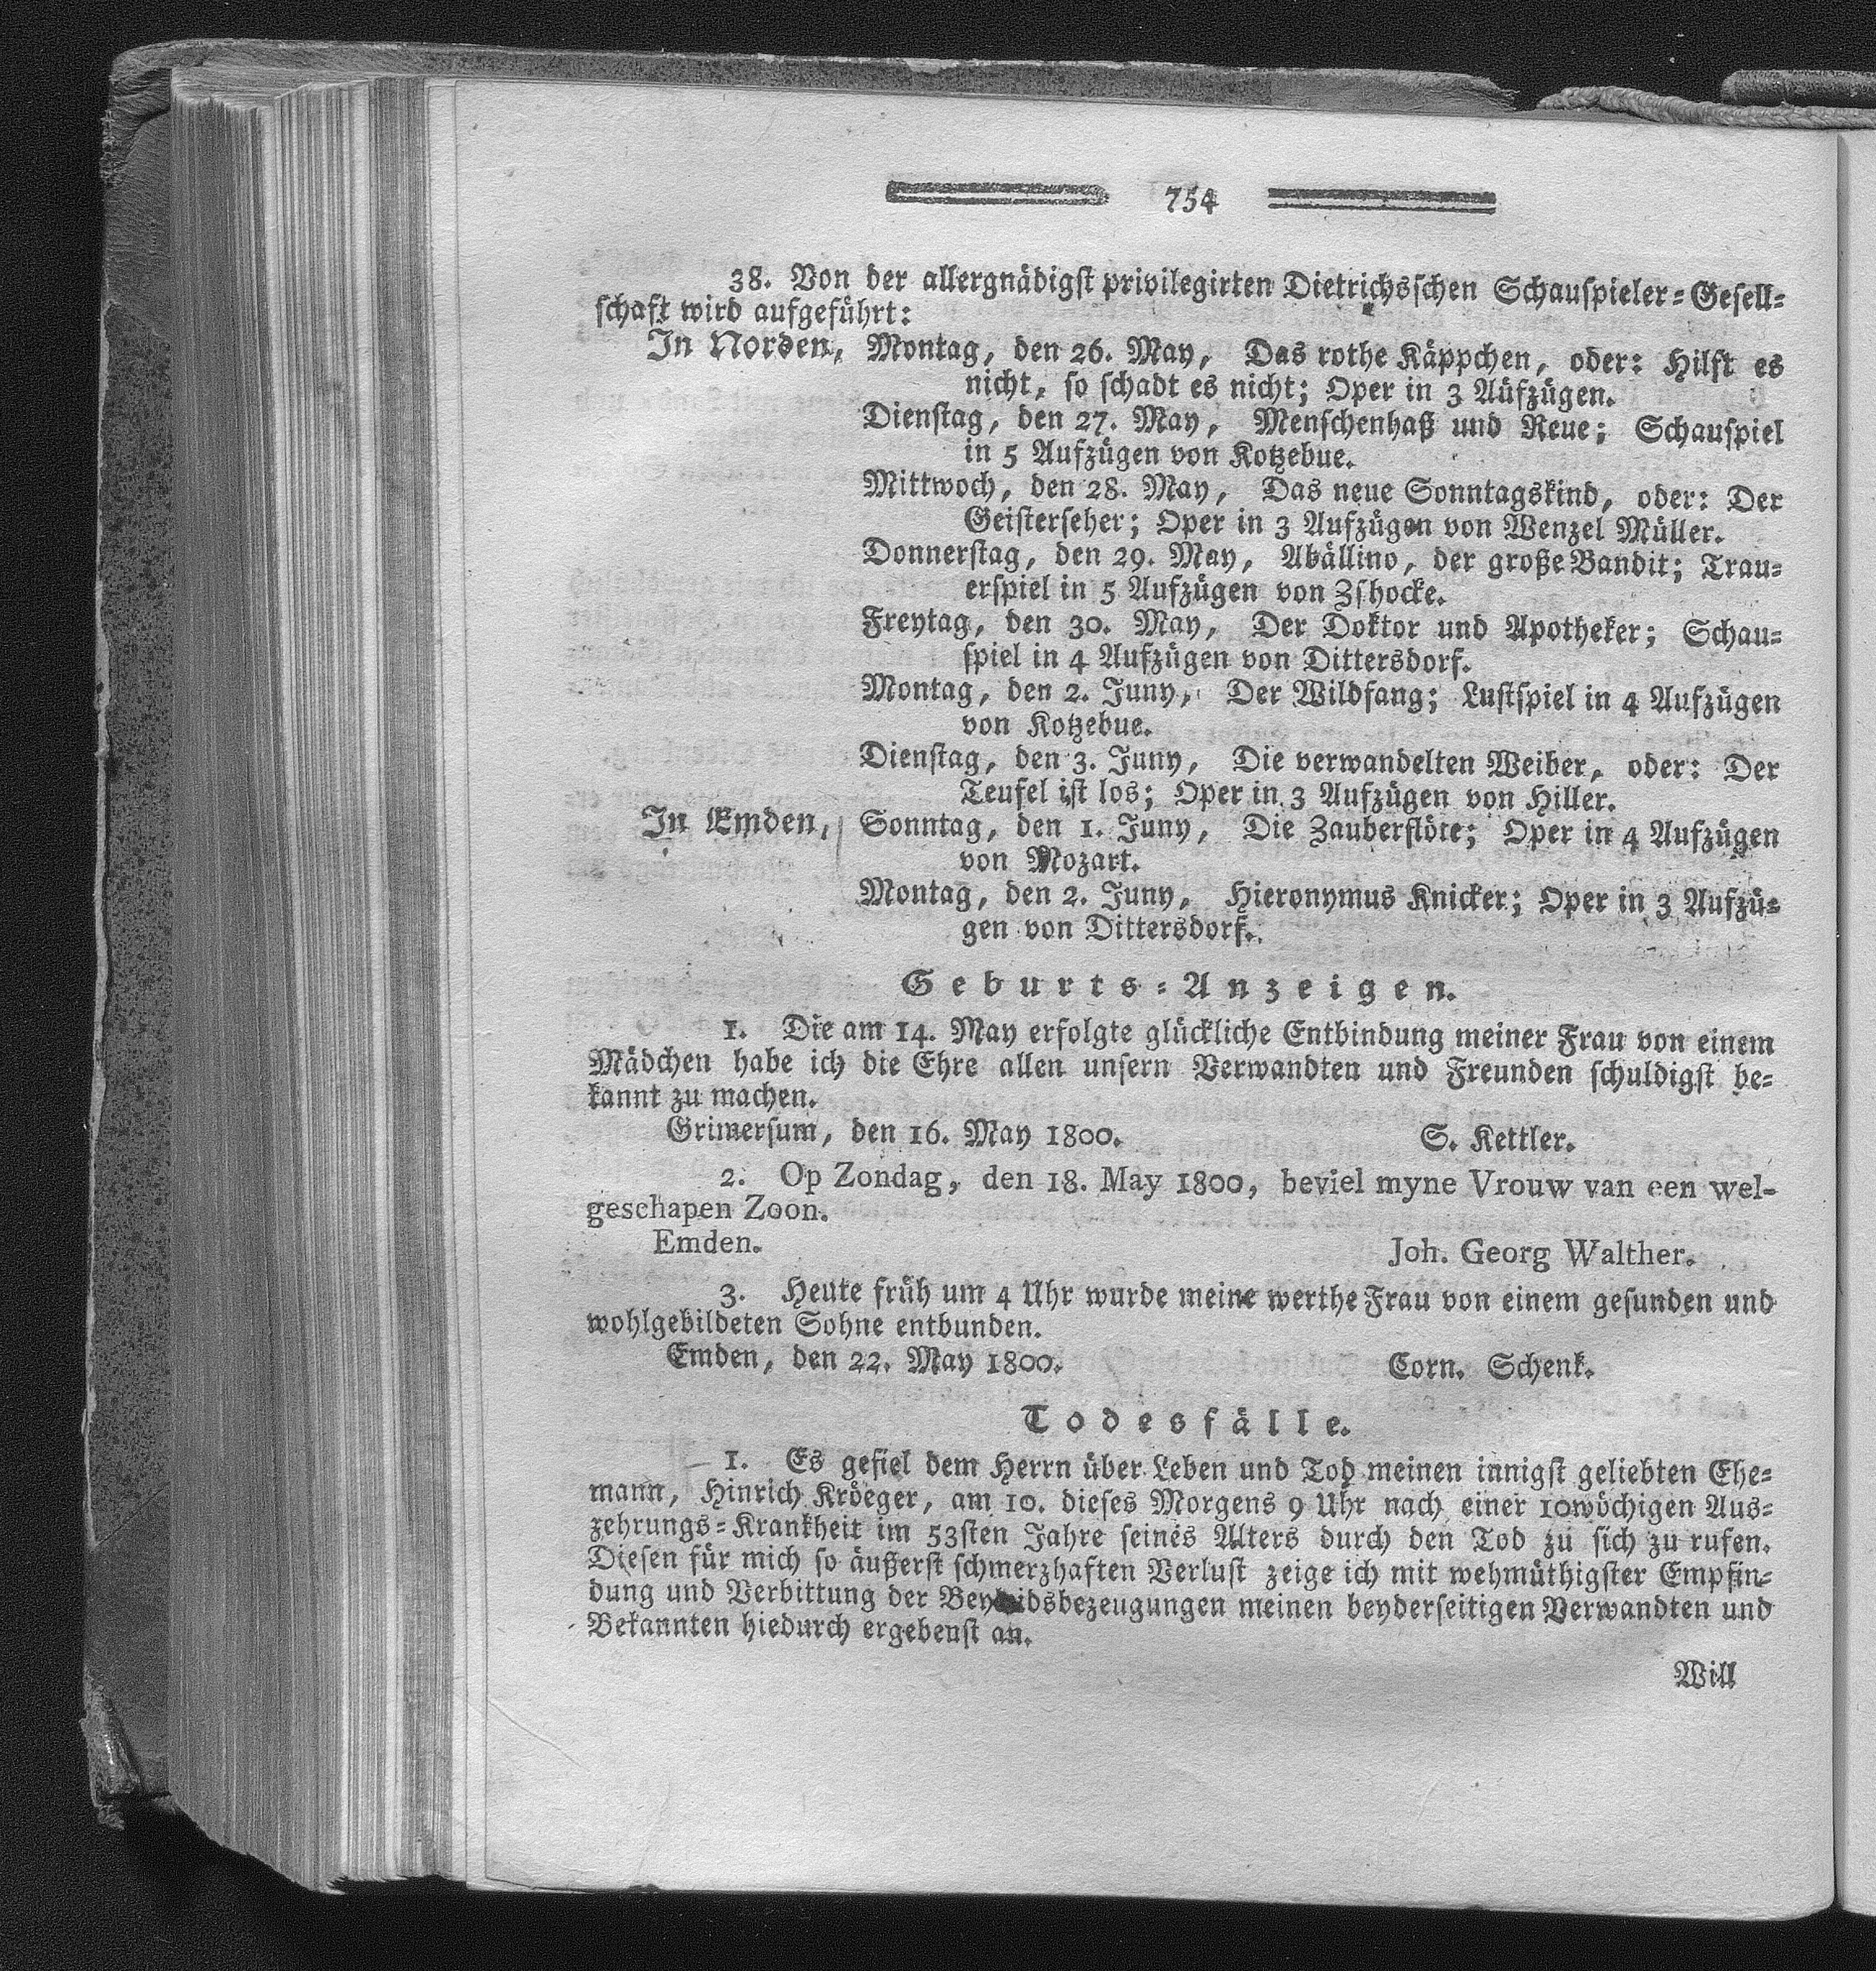 754
38. Von der allergnädigst privilegirten Dietrichsschen Schauspieler-Gesell-
schaft wird aufgeführt:
In Norden, Montag, den 26. May, Das rothe Käppchen, oder: Hilft es
nicht, so schadt es nicht; Oper in 3 Aüfzügen.
Dienstag, den 27. May, Menschenhaß und Reue; Schauspiel
in 5 Aufzügen von Kotzebue.
Mittwoch, den 28. May, Das neue Sonntagskind, oder: Der
Geisterseher; Oper in 3 Aufzügen von Wenzel Müller.
Donnerstag, den 29. May, Abällino, der große Bandit; Trau-
erspiel in 5 Aufzügen von Zshocke.
Freytag, den 30. May, Der Doktor und Apotheker; Schau-
spiel in 4 Aufzügen von Dittersdorf.
Montag, den 2. Juny, Der Wildfang; Lustspiel in 4 Aufzügen
von Kotzebue.
Dienstag, den 3. Juny, Die verwandelten Weiber, oder: Der
Teufel ist los; Oper in 3 Aufzügen von Hiller.
In Emden, Sonntag, den 1. Juny, Die Zauberflöte; Oper in 4 Aufzügen
von Mozart.
Montag, den 2. Juny, Hieronymus Knicker; Oper in 3 Aufzü-
gen von Dittersdorf.
Geburts-Anzeigen.
1. Die am 14. May erfolgte glückliche Entbindung meiner Frau von einem
Mädchen habe ich die Ehre allen unsern Verwandten und Freunden schuldigst be-
kannt zu machen.
Grimersum, den 16. May 1800. S. Kettler.
2. Op Zondag, den 18. May 1800, beviel myne Vrouw van een wel-
geschapen Zoon.
Emden. Joh. Georg Walther.
3. Heute früh um 4 Uhr wurde meine werthe Frau von einem gesunden und
wohlgebildeten Sohne entbunden.
Emden, den 22. May 1800. Corn. Schenk.
Todesfälle.
1. Es gefiel dem Herrn über Leben und Tod meinen innigst geliebten Ehe-
mann, Hinrich Kröeger, am 10. dieses Morgens 9 Uhr nach einer 10wöchigen Aus-
zehrungs-Krankheit im 53sten Jahre seines Alters durch den Tod zu sich zu rufen.
Diesen für mich so äußerst schmerzhaften Verlust zeige ich mit wehmüthigster Empfin-
dung und Verbittung der Beyleidsbezeugungen meinen beyderseitigen Verwandten und
Bekannten hiedurch ergebenst an.
Will